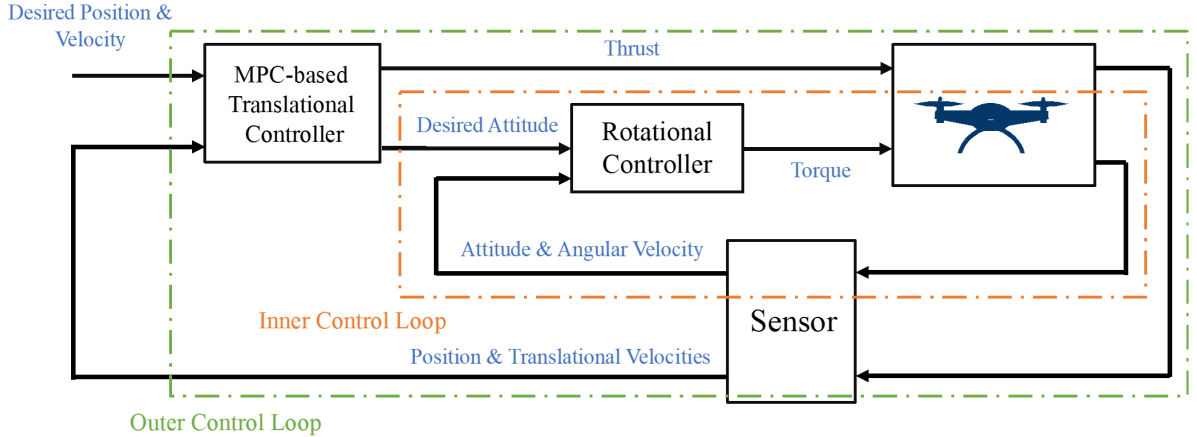 Desired Position &
Velocity
MPC-based
Translational
Controller
Thrust
Desired Attitude
Rotational
Controller
Torque
Attitude & Angular Velocity
Inner Control Loop
Sensor
Position & Translational Velocities
Outer Control Loop